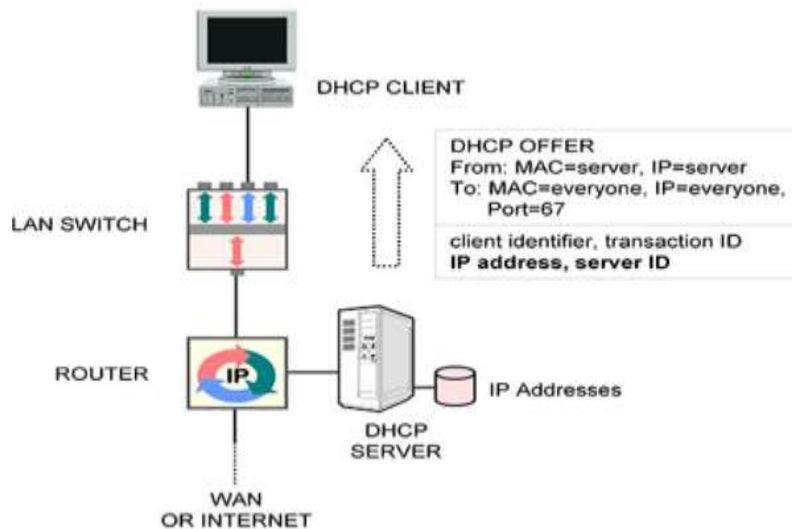 DHCP CLIENT
DHCP OFFER
From: MAC=server, IP=server
To: MAC=everyone, IP=everyone,
Port=67
client identifier, transaction ID
IP address, server ID
LAN SWITCH
ROUTER
IP
IP Addresses
DHCP
SERVER
WAN
OR INTERNET